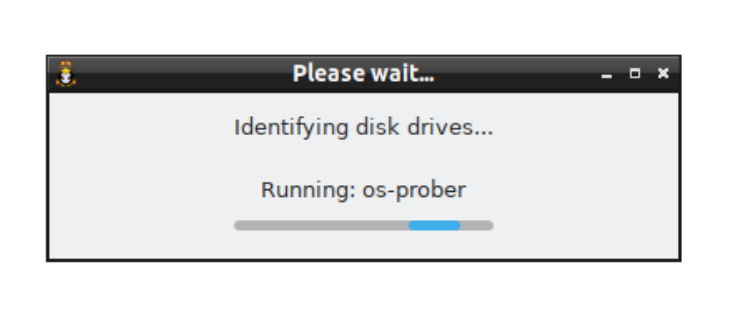 Please wait...
Identifying disk drives...
Running: os-prober